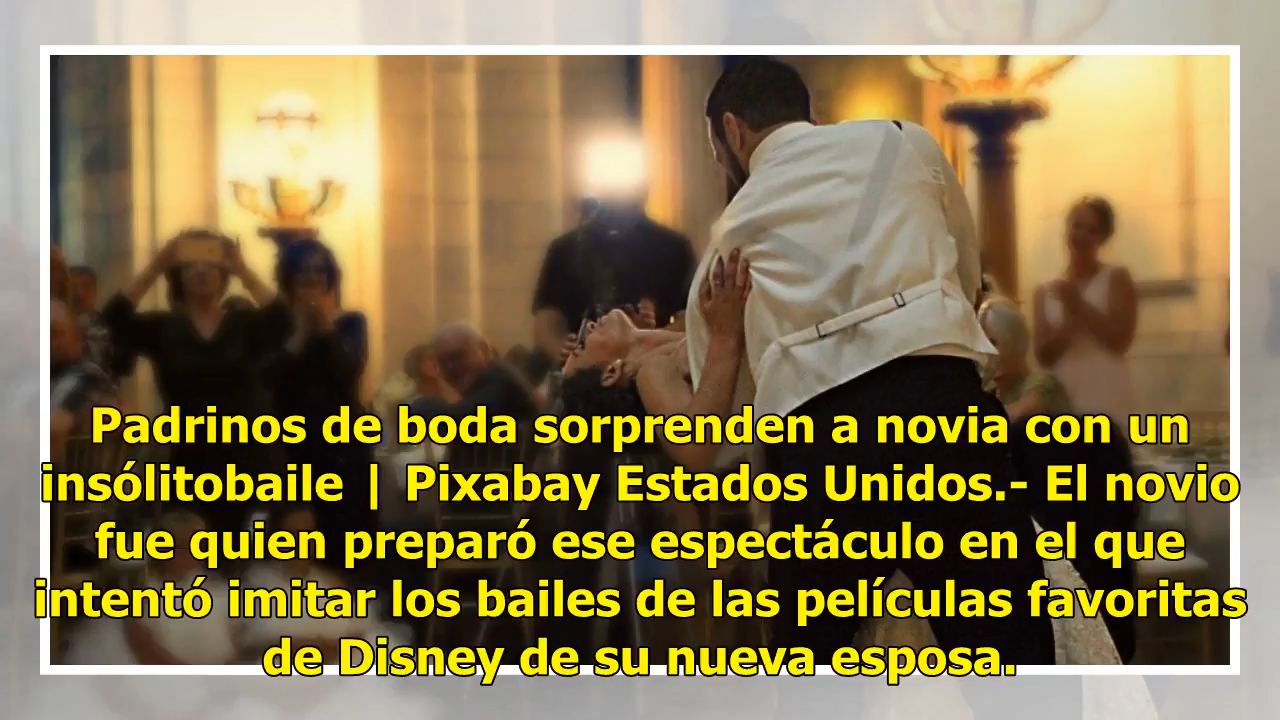 Padrinos de boda sorprenden a novia con un
insólitobaile | Pixabay Estados Unidos.- El novio
fue quien preparó ese espectáculo en el que
intentó imitar los bailes de las películas favoritas
de Disney de su nueva esposa.